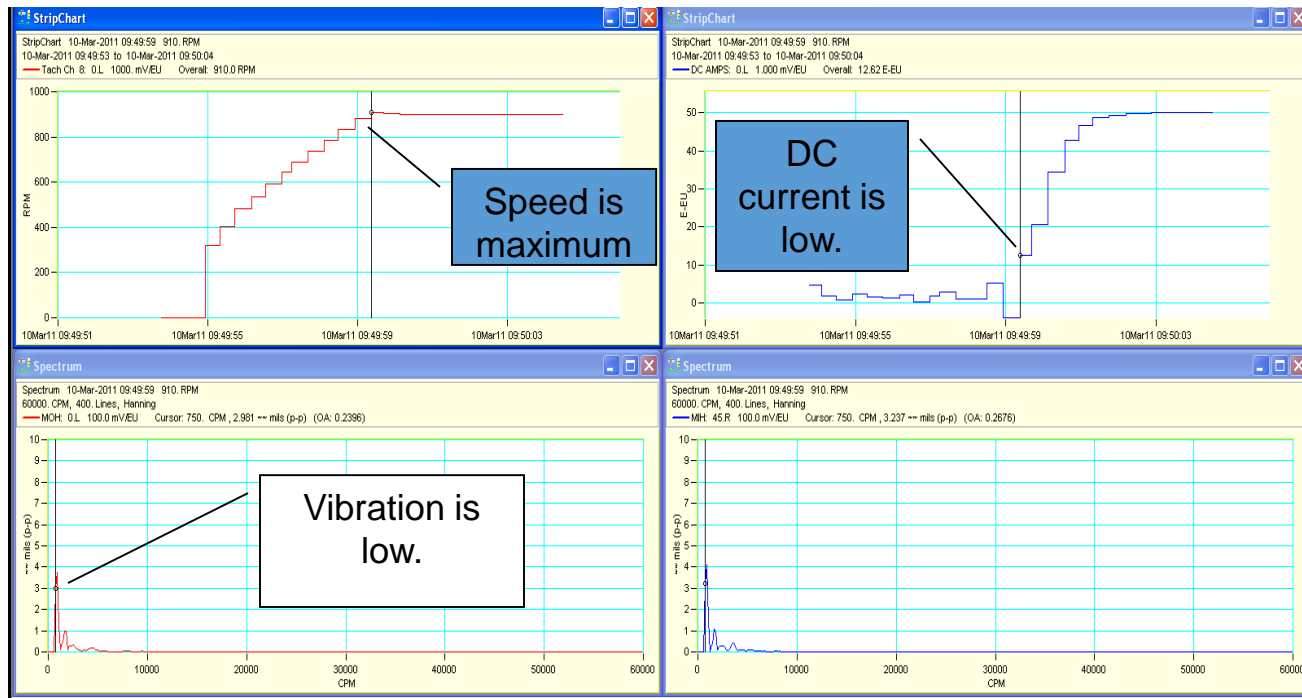 StripChart
StripChart 10-Mar-2011 09:49:59 910. RPM
10-Mar-2011 09:49:53 to 10-Mar-2011 09:50:04
Tach Ch 8: 0.L 1000. mV/EU Overall: 910.0 RPM
1000
800
600
400
200
0
RPM
10Mar11 09:49:51 10Mar11 09:49:55 10Mar11 09:49:59 10Mar11 09:50:03
Speed is
maximum
StripChart
StripChart 10-Mar-2011 09:49:59 910. RPM
10-Mar-2011 09:49:53 to 10-Mar-2011 09:50:04
DC AMPS: 0.L 1.000 mV/EU Overall: 12.62 E-EU
50
40
30
20
10
0
E-EU
10Mar11 09:49:51 10Mar11 09:49:55 10Mar11 09:49:59 10Mar11 09:50:03
DC
current is
low.
Spectrum
Spectrum 10-Mar-2011 09:49:59 910. RPM
60000. CPM, 400. Lines, Hanning
MOH: 0.L 100.0 mV/EU Cursor: 750. CPM , 2.981 ~~ mils (p-p) (OA: 0.2396)
10
9
8
7
6
5
4
3
2
1
0
~~ mils (p-p)
0 10000 20000 30000 40000 50000 60000
CPM
Vibration is
low.
Spectrum
Spectrum 10-Mar-2011 09:49:59 910. RPM
60000. CPM, 400. Lines, Hanning
MIH: 45.R 100.0 mV/EU Cursor: 750. CPM , 3.237 ~~ mils (p-p) (OA: 0.2676)
10
9
8
7
6
5
4
3
2
1
0
~~ mils (p-p)
0 10000 20000 30000 40000 50000 60000
CPM